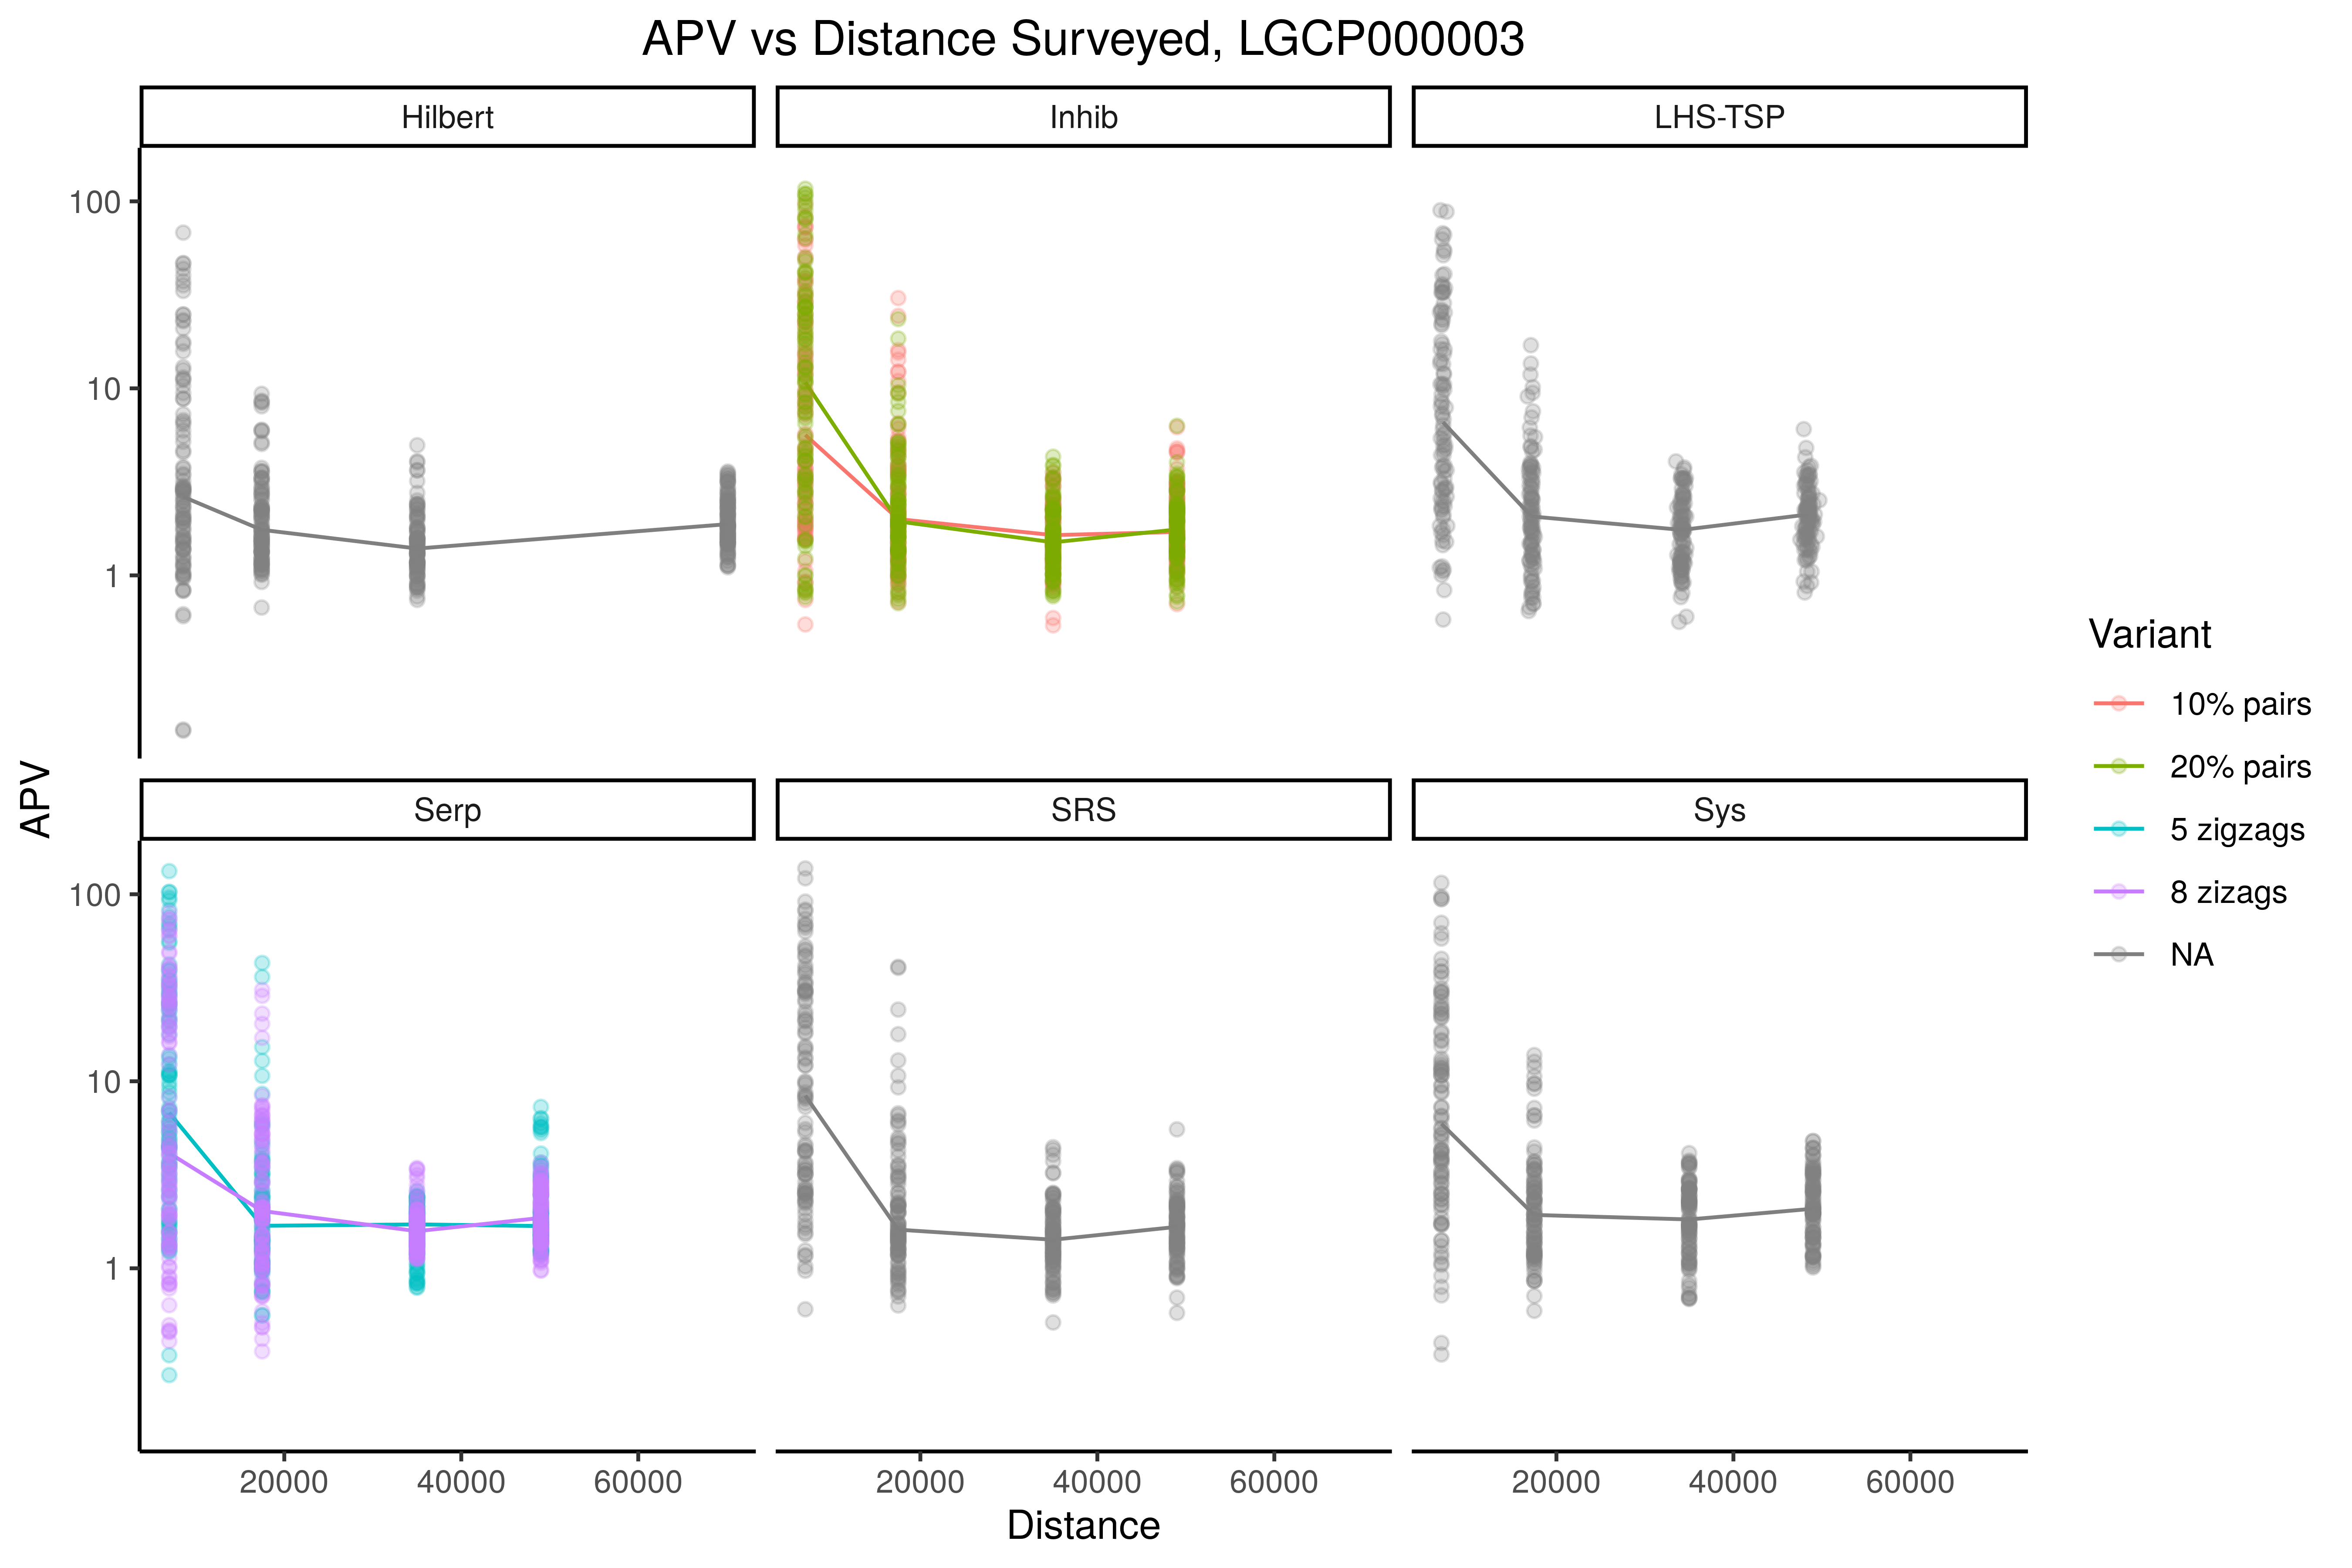 APV vs Distance Surveyed, LGCP000003
Hilbert
Inhib
LHS-TSP
100
10
1
APV
Serp
SRS
Sys
100
10
1
20000
40000
60000
20000
40000
60000
20000
40000
60000
Distance
Variant
10% pairs
20% pairs
5 zigzags
8 zizags
NA